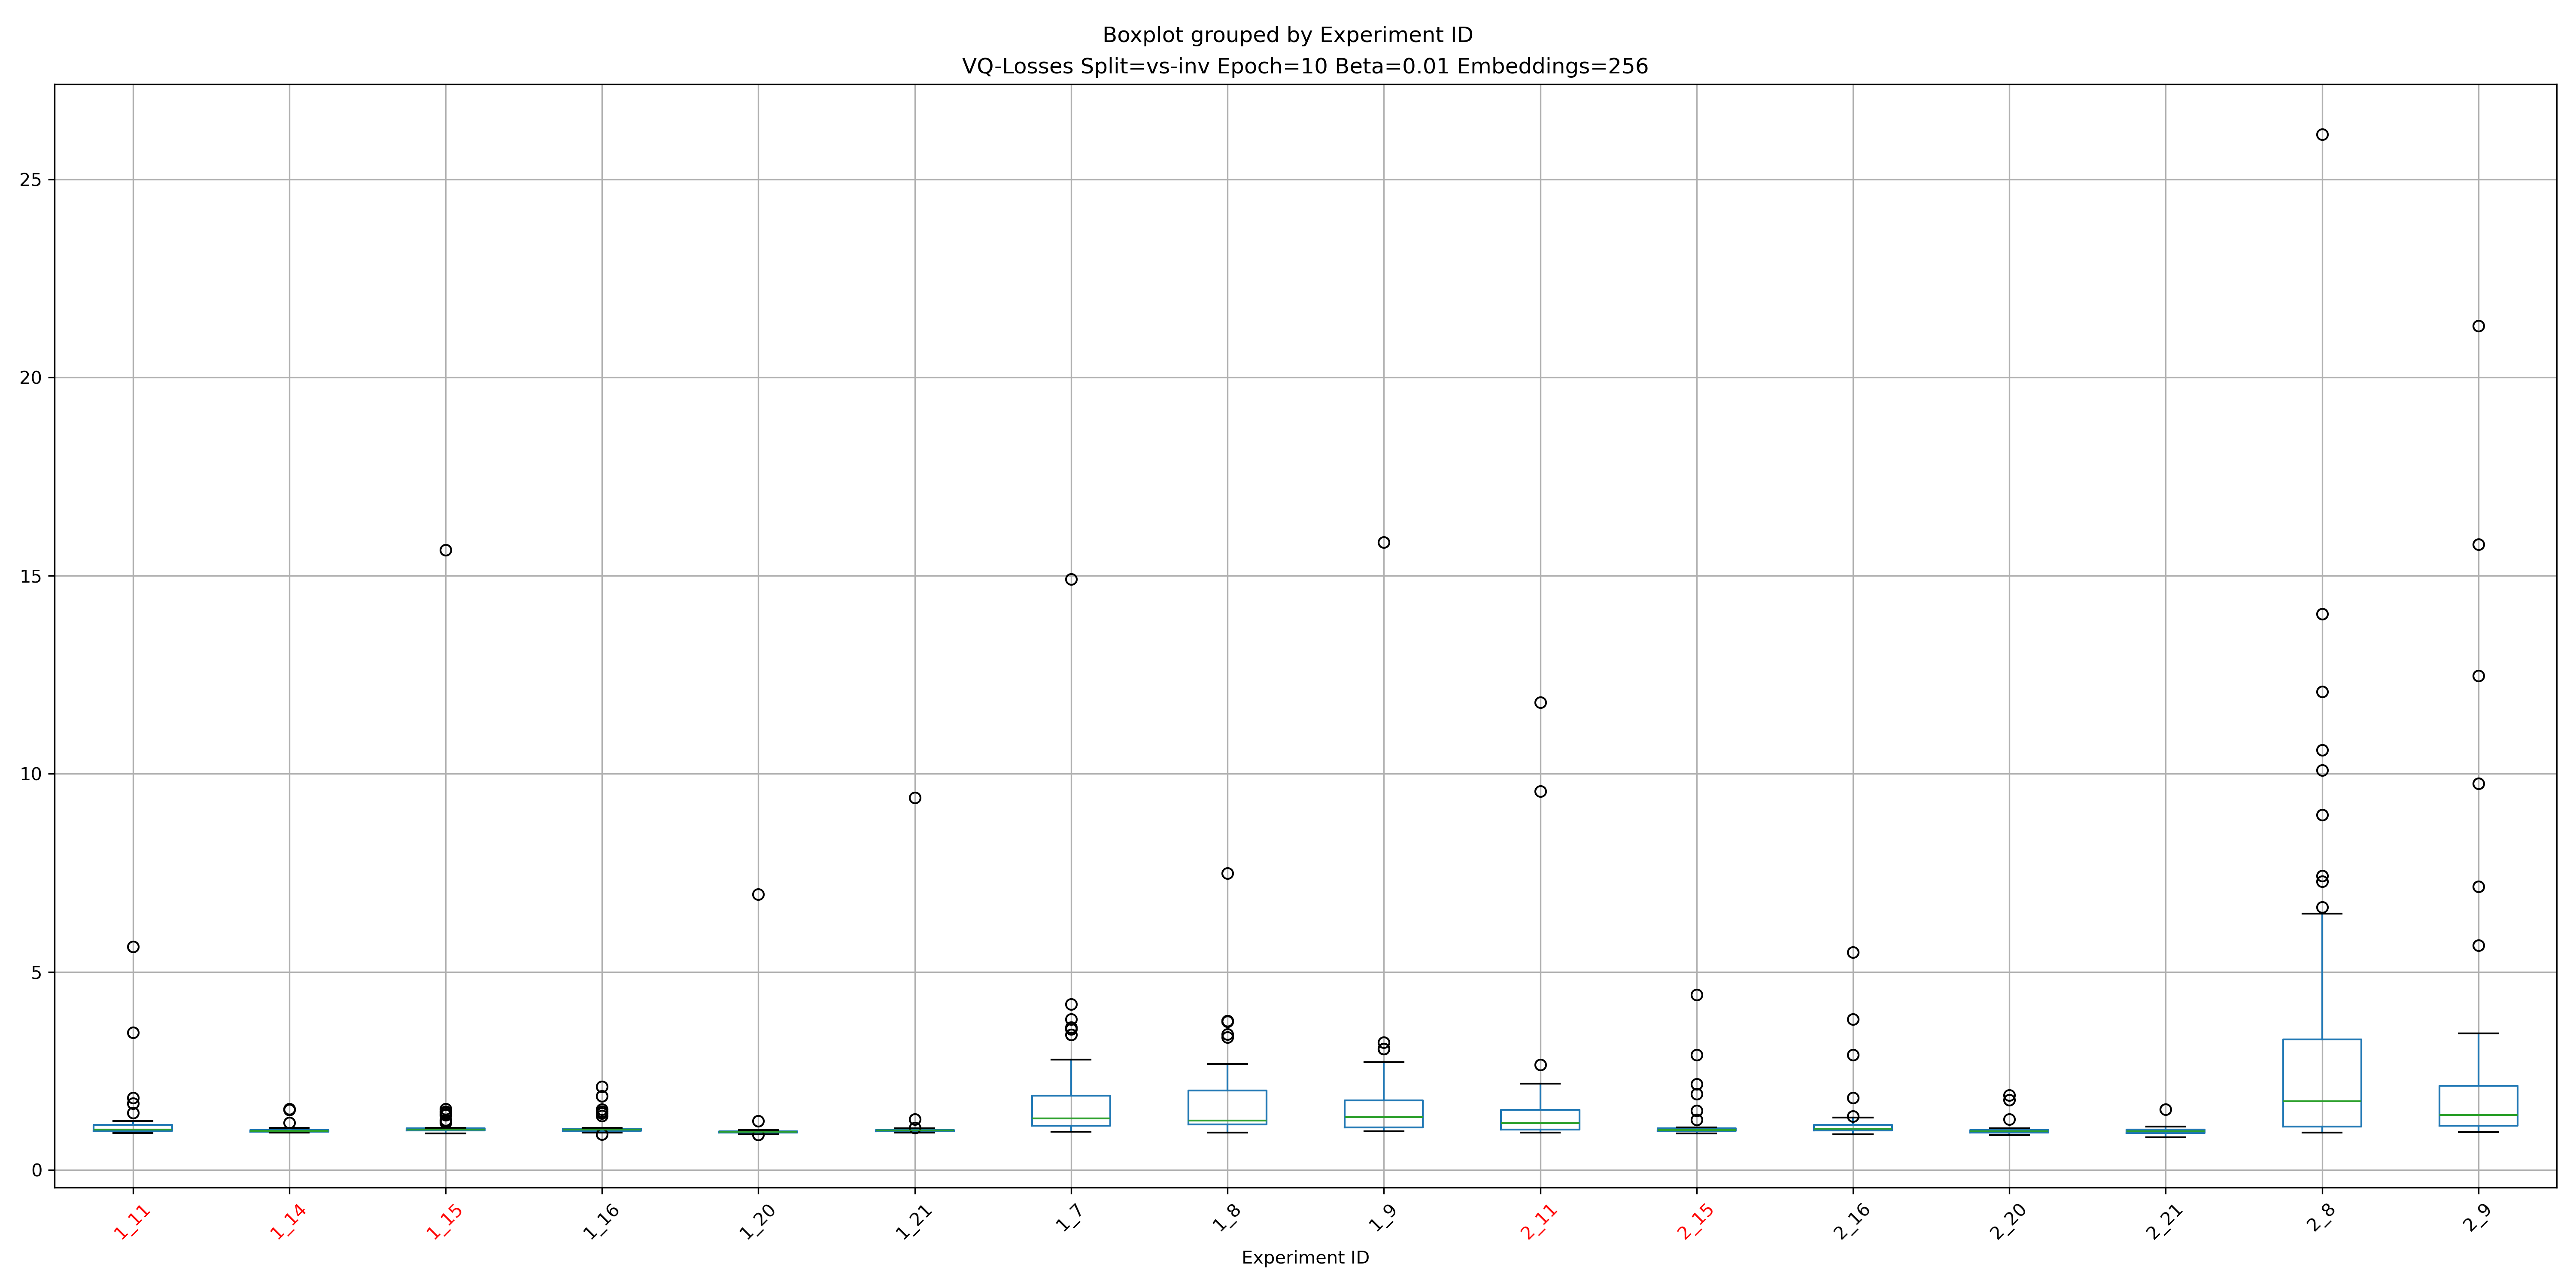 Boxplot grouped by Experiment ID
VQ-Losses Split=vs-inv Epoch=10 Beta=0.01 Embeddings=256
25
20
15
10
5
0
1_11 1_14 1_15 1_16 1_20 1_21 1_7 1_8 1_9 2_11 2_15 2_16 2_20 2_21 2_8 2_9
Experiment ID